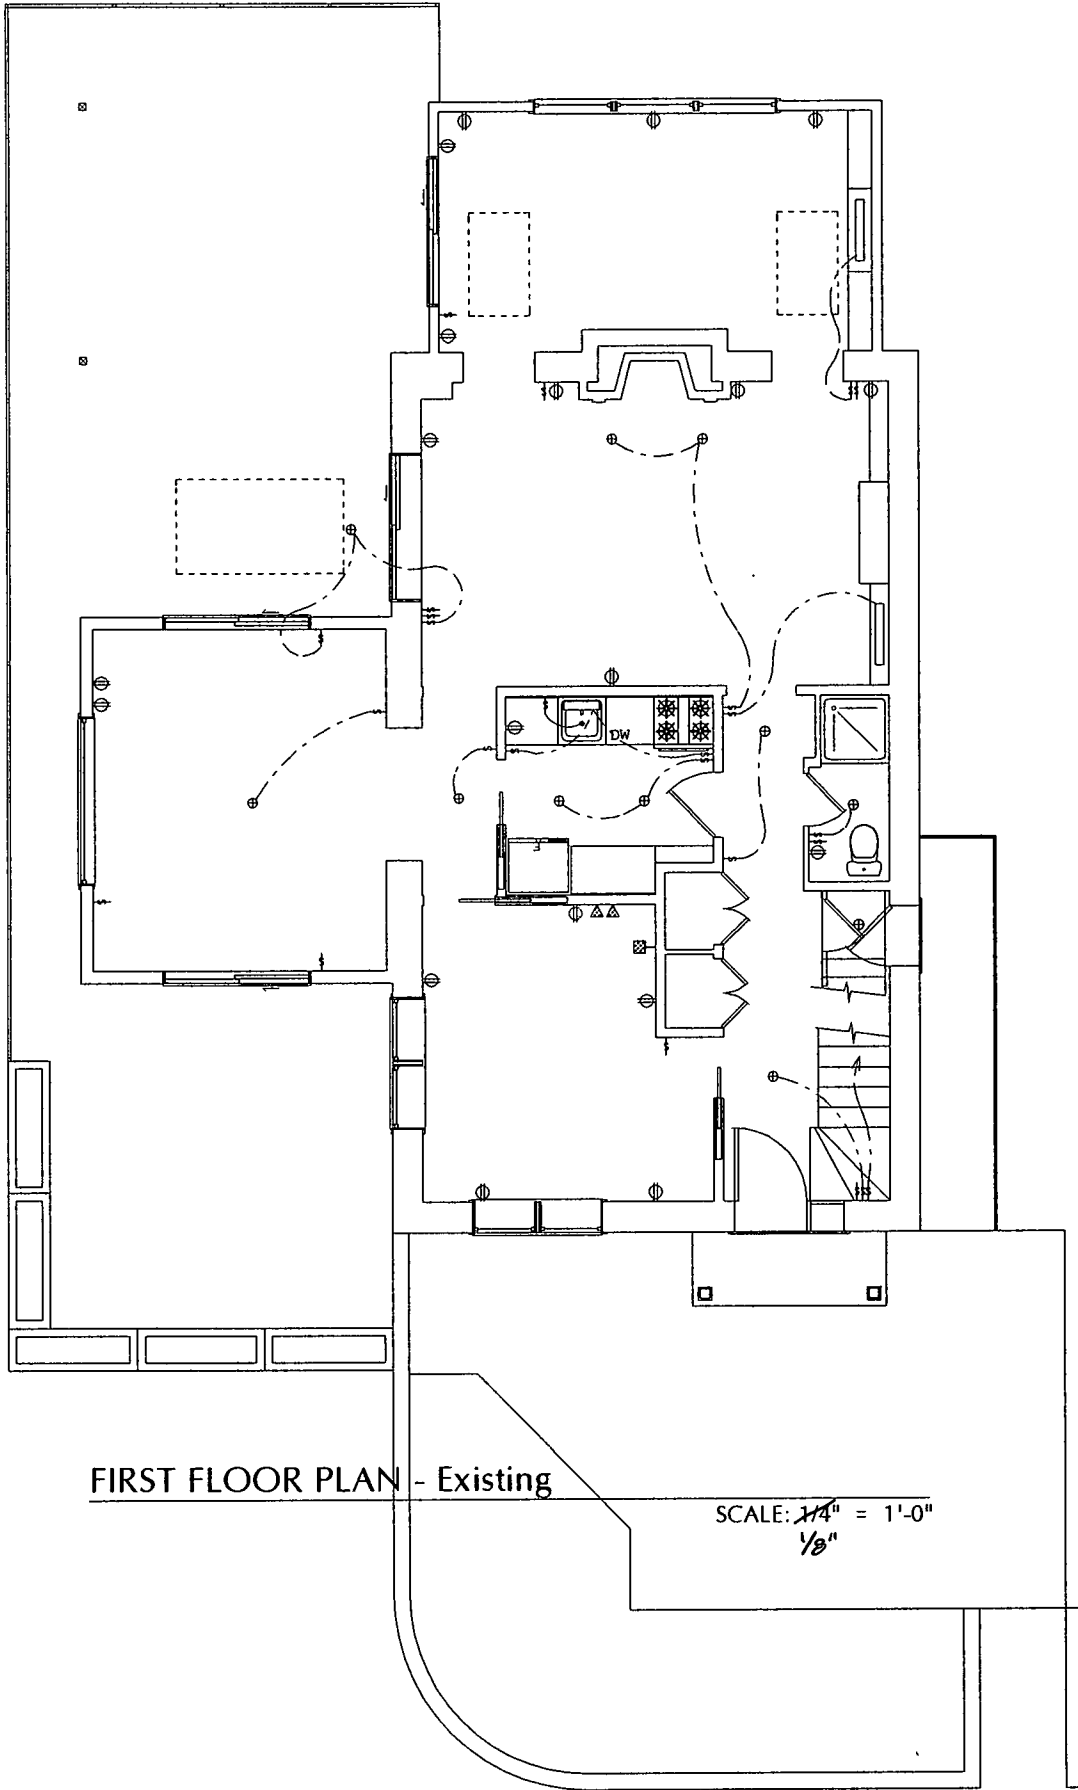 DW
FIRST FLOOR PLAN - Existing
SCALE: 1/4" = 1'-0"
1/8"